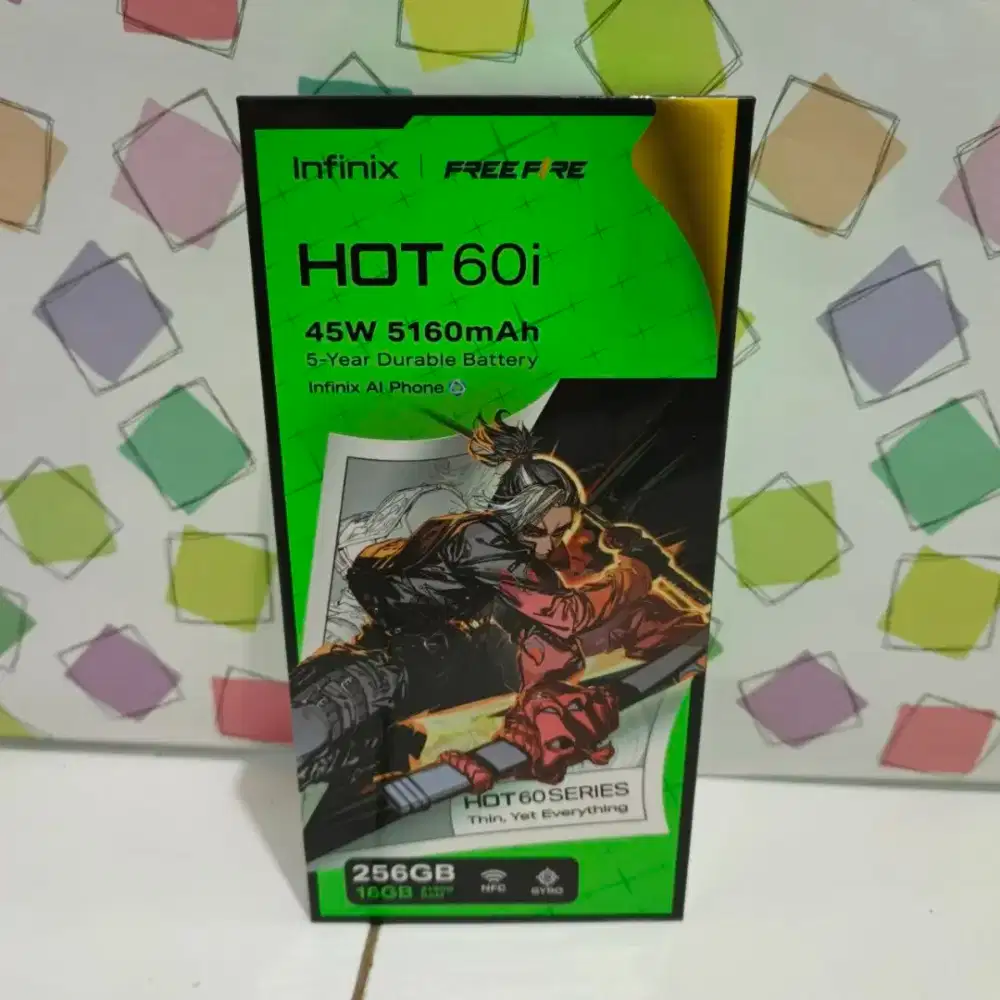 Infinix | FREE FIRE
HOT 60i
45W 5160mAh
5-Year Durable Battery
Infinix AI Phone
HOT 60 SERIES
Thin, Yet Everything
256GB
16GB
NFC
GYRO